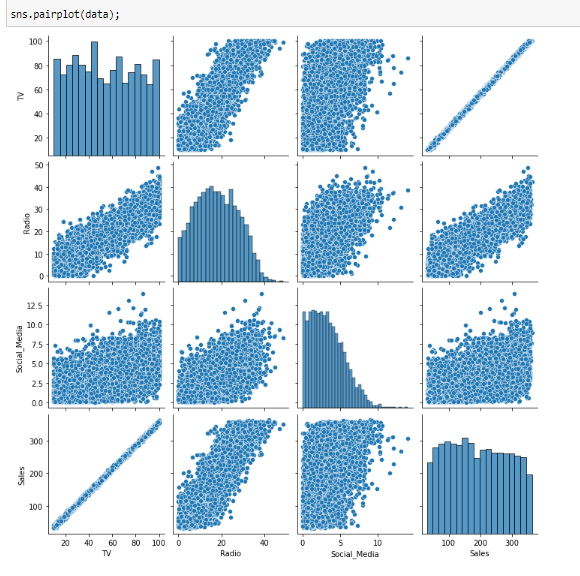 sns.pairplot(data);
100
80
60
40
20
TV
50
40
30
20
10
0
Radio
12.5
10.0
7.5
5.0
2.5
0.0
Social_Media
300
200
100
Sales
20 40 60 80 100
TV
0 20 40
Radio
0 5 10
Social_Media
100 200 300
Sales